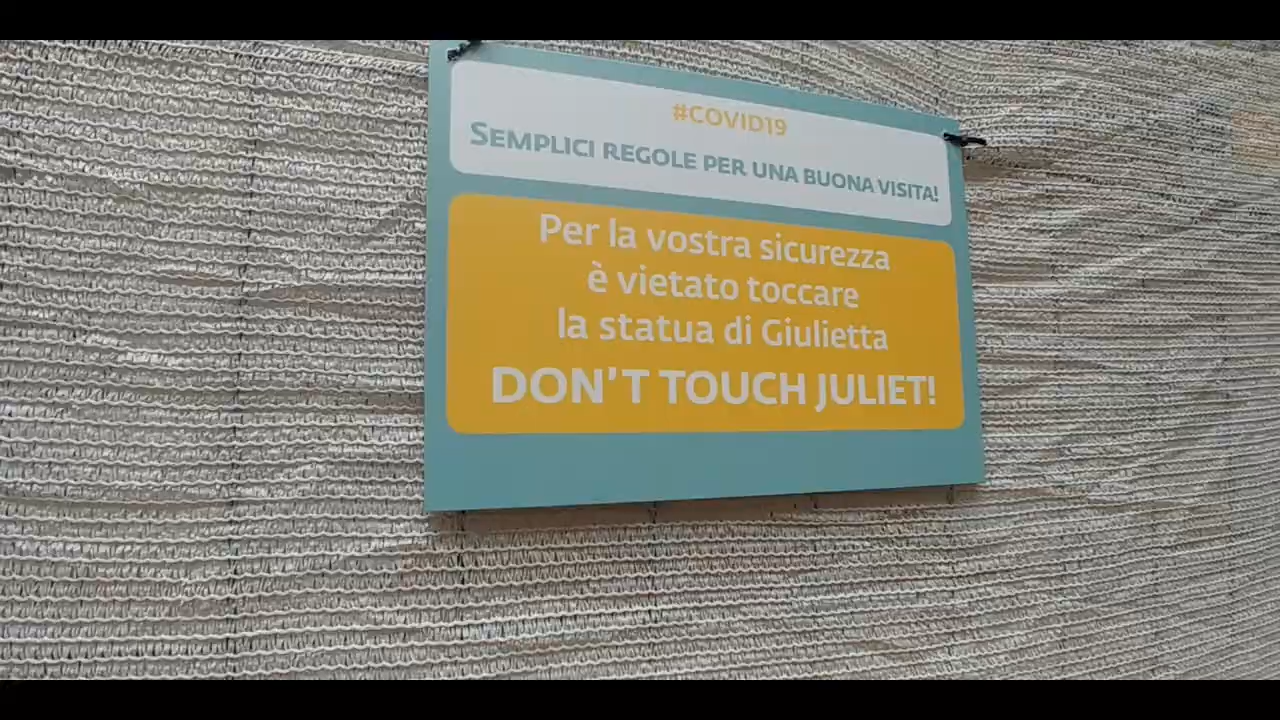 #COVID19
SEMPLICI REGOLE PER UNA BUONA VISITA!
Per la vostra sicurezza
è vietato toccare
la statua di Giulietta
DON'T TOUCH JULIET!